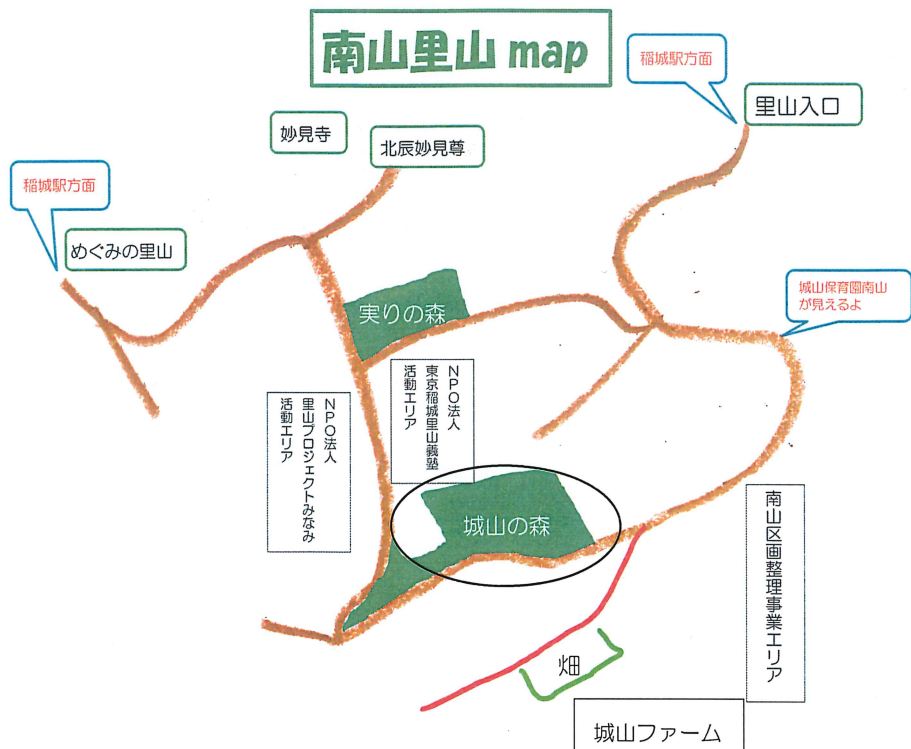 南山里山 map
稲城駅方面
里山入口
妙見寺
北辰妙見尊
稲城駅方面
めぐみの里山
城山保育園南山
が見えるよ
実りの森
NPO法人
東京稲城里山義塾
活動エリア
NPO法人
里山プロジェクトみなみ
活動エリア
城山の森
南山区画整理事業エリア
畑
城山ファーム